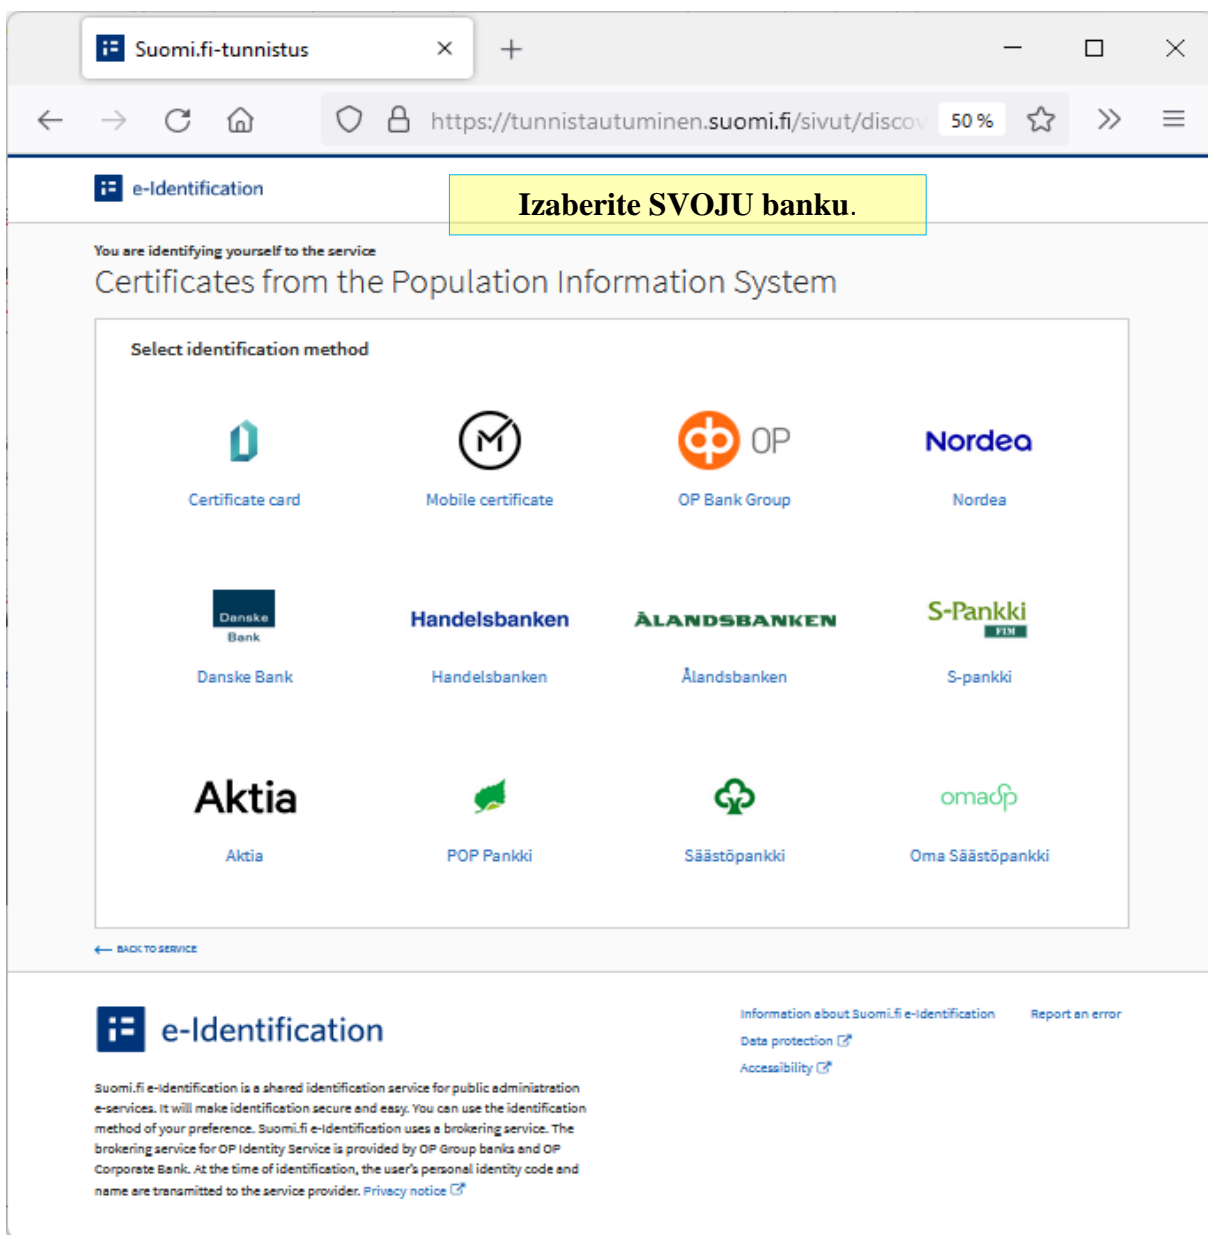 Suomi.fi-tunnistus
https://tunnistautuminen.suomi.fi/sivut/discov
50 %
e-Identification
Izaberite SVOJU banku.
You are identifying yourself to the service
Certificates from the Population Information System
Select identification method
OP
Nordea
Certificate card
Mobile certificate
OP Bank Group
Nordea
Danske
Bank
Handelsbanken
ÅLANDSBANKEN
S-Pankki
FIM
Danske Bank
Handelsbanken
Ålandsbanken
S-pankki
Aktia
omasp
Aktia
POP Pankki
Säästöpankki
Oma Säästöpankki
BACK TO SERVICE
e-Identification
Information about Suomi.fi e-Identification
Report an error
Data protection
Accessibility
Suomi.fi e-Identification is a shared identification service for public administration
e-services. It will make identification secure and easy. You can use the identification
method of your preference. Suomi.fi e-Identification uses a brokering service. The
brokering service for OP Identity Service is provided by OP Group banks and OP
Corporate Bank. At the time of identification, the user's personal identity code and
name are transmitted to the service provider. Privacy notice